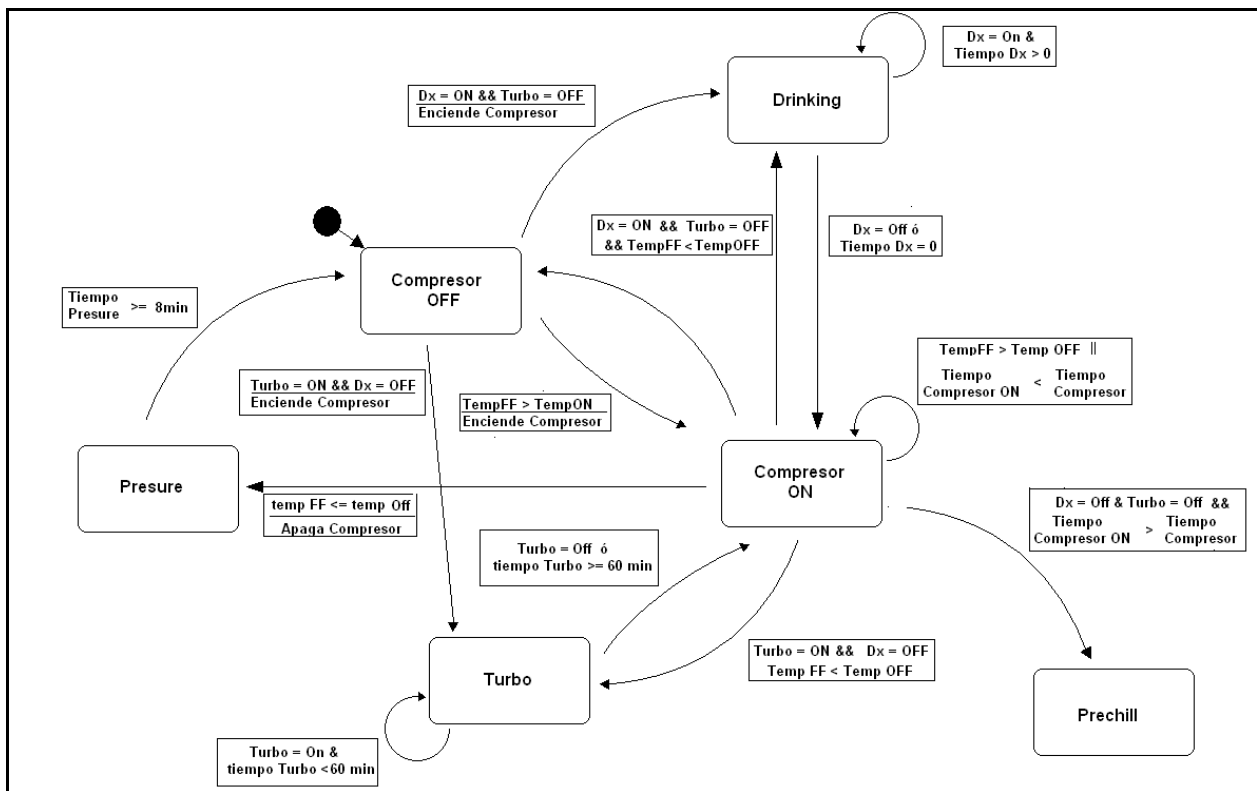 Dx = On &
Tiempo Dx > 0
Drinking
Dx = ON && Turbo = OFF
Enciende Compresor
Dx = ON && Turbo = OFF
&& TempFF < TempOFF
Dx = Off ó
Tiempo Dx = 0
Compresor
OFF
Tiempo
Presure >= 8min
TempFF > Temp OFF ||
Tiempo
Compresor ON < Tiempo
Compresor
Turbo = ON && Dx = OFF
Enciende Compresor
TempFF > TempON
Enciende Compresor
Presure
Compresor
ON
temp FF <= temp Off
Apaga Compresor
Dx = Off & Turbo = Off &&
Tiempo
Compresor ON > Tiempo
Compresor
Turbo = Off ó
tiempo Turbo >= 60 min
Turbo
Turbo = ON && Dx = OFF
Temp FF < Temp OFF
Prechill
Turbo = On &
tiempo Turbo <60 min